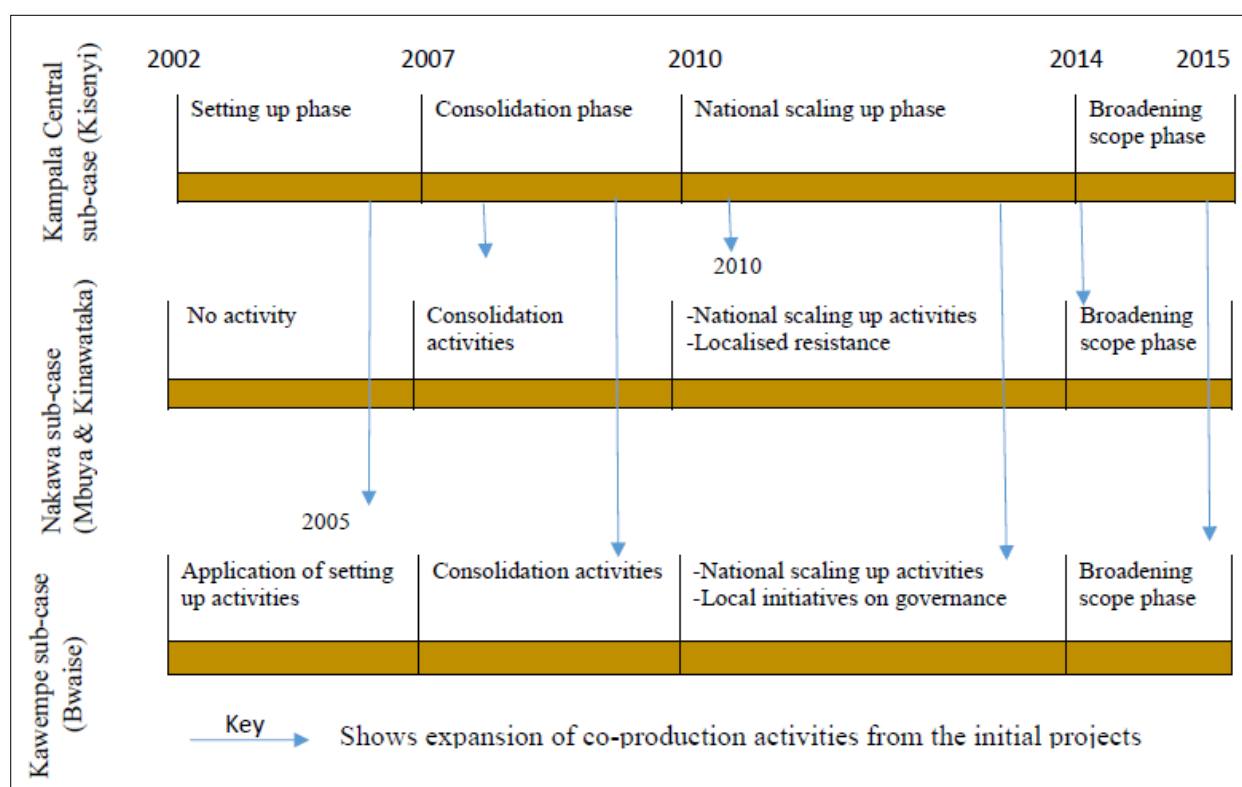 2002
2007
2010
2014
2015
Kampala Central
sub-case (Kisenyi)
Setting up phase
Consolidation phase
National scaling up phase
Broadening
scope phase
2010
Nakawa sub-case
(Mbuya & Kinawataka)
No activity
Consolidation
activities
-National scaling up activities
-Localised resistance
Broadening
scope phase
2005
Kawempe sub-case
(Bwaise)
Application of setting
up activities
Consolidation activities
-National scaling up activities
-Local initiatives on governance
Broadening
scope phase
Key
Shows expansion of co-production activities from the initial projects